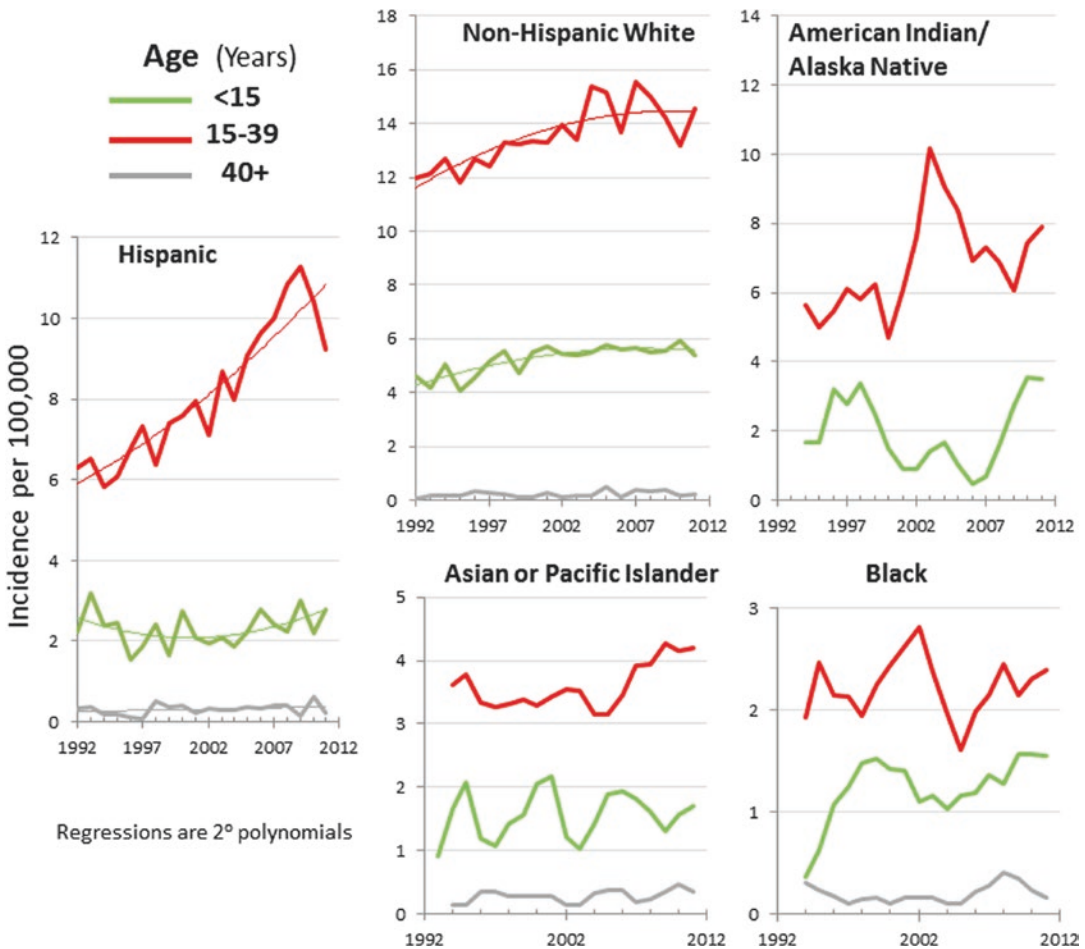 Age (Years)
<15
15-39
40+
Hispanic
Incidence per 100,000
12
10
8
6
4
2
0
1992 1997 2002 2007 2012
Regressions are 2º polynomials
Non-Hispanic White
18
16
14
12
10
8
6
4
2
0
1992 1997 2002 2007 2012
American Indian/
Alaska Native
14
12
10
8
6
4
2
0
1992 1997 2002 2007 2012
Asian or Pacific Islander
5
4
3
2
1
0
1992 2002 2012
Black
3
2
1
0
1992 2002 2012